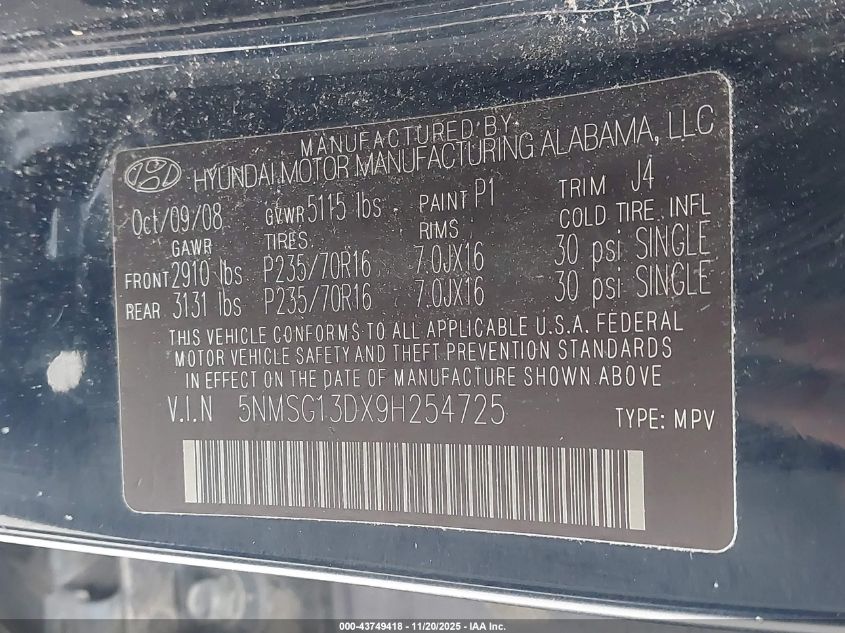 MANUFACTURED BY
HYUNDAI MOTOR MANUFACTURING ALABAMA, LLC
Oct/09/08 GVWR 5115 lbs PAINT P1 TRIM J4
GAWR TIRES RIMS COLD TIRE INFL
FRONT 2910 lbs P235/70R16 7.0JX16 30 psi SINGLE
REAR 3131 lbs P235/70R16 7.0JX16 30 psi SINGLE
THIS VEHICLE CONFORMS TO ALL APPLICABLE U.S.A. FEDERAL
MOTOR VEHICLE SAFETY AND THEFT PREVENTION STANDARDS
IN EFFECT ON THE DATE OF MANUFACTURE SHOWN ABOVE
V.I.N 5NMSG13DX9H254725 TYPE: MPV
000-43749418 - 11/20/2025 - IAA Inc.